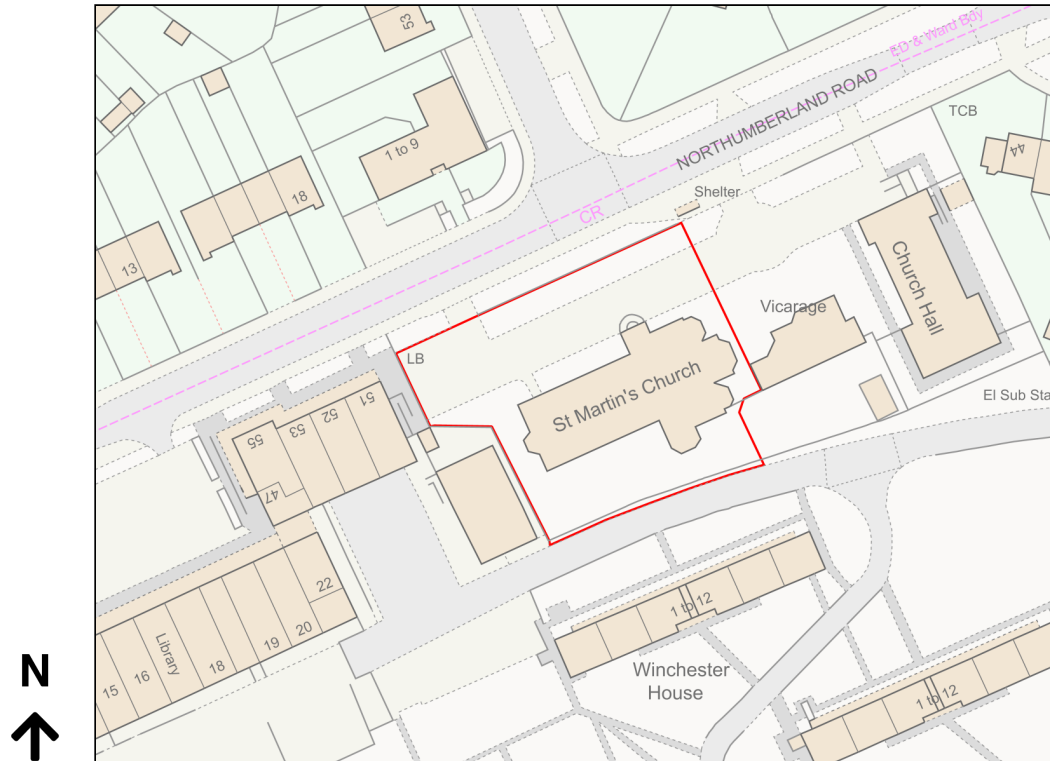 53
ED & Ward Bdy
NORTHUMBERLAND ROAD
TCB
1 to 9
44
18
Shelter
CR
13
Church Hall
Vicarage
LB
St Martin's Church
El Sub Sta
51
52
53
55
47
22
20
19
18
Library
16
15
1 to 12
Winchester
House
1 to 12
N